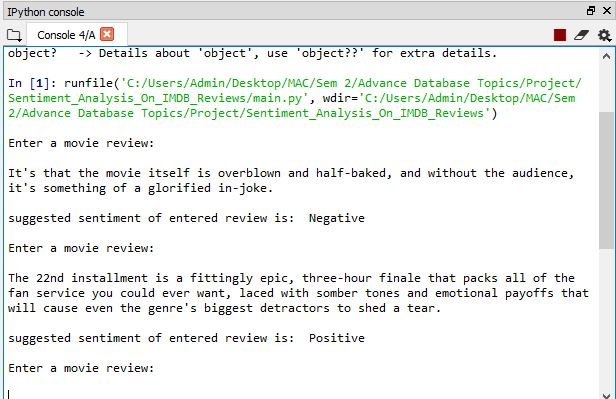 IPython console
Console 4/A
object?   -> Details about 'object', use 'object??' for extra details.
In [1]: runfile('C:/Users/Admin/Desktop/MAC/Sem 2/Advance Database Topics/Project/
Sentiment_Analysis_On_IMDB_Reviews/main.py', wdir='C:/Users/Admin/Desktop/MAC/Sem
2/Advance Database Topics/Project/Sentiment_Analysis_On_IMDB_Reviews')
Enter a movie review:
It's that the movie itself is overblown and half-baked, and without the audience,
it's something of a glorified in-joke.
suggested sentiment of entered review is:  Negative
Enter a movie review:
The 22nd installment is a fittingly epic, three-hour finale that packs all of the
fan service you could ever want, laced with somber tones and emotional payoffs that
will cause even the genre's biggest detractors to shed a tear.
suggested sentiment of entered review is:  Positive
Enter a movie review: